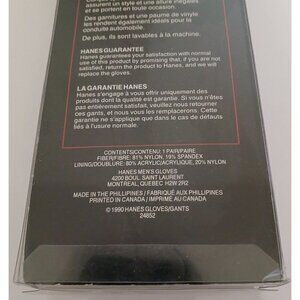 assurent un style et une allure inégalés
et se portent en toute occasion.
Des garnitures et une paume de vinyle
les rendent également idéals pour la
conduite automobile.
De plus, ils sont lavables à la machine.
HANES GUARANTEE
Hanes guarantees your satisfaction with normal
use of this product by promising that, if you are not
satisfied, return the product to Hanes, and we will
replace the gloves.
LA GARANTIE HANES
Hanes s'engage à vous offrir uniquement des
produits dont la qualité est garantie. Si vous n'êtes
pas entièrement satisfait, veuillez nous retourner
ces gants, et nous vous les remplacerons. Cette
garantie ne s'applique que dans le cas de défauts
liés à l'usure normale.
CONTENTS/CONTENU: 1 PAIR/PAIRE
FIBER/FIBRE: 81% NYLON, 19% SPANDEX
LINING/DOUBLURE: 80% ACRYLIC/ACRYLIQUE, 20% NYLON
HANES MEN'S GLOVES
4200 BOUL. SAINT LAURENT
MONTREAL, QUEBEC H2W 2R2
MADE IN THE PHILLIPINES / FABRIQUÉ AUX PHILLIPINES
PRINTED IN CANADA / IMPRIMÉ AU CANADA
© 1990 HANES GLOVES/GANTS
24852